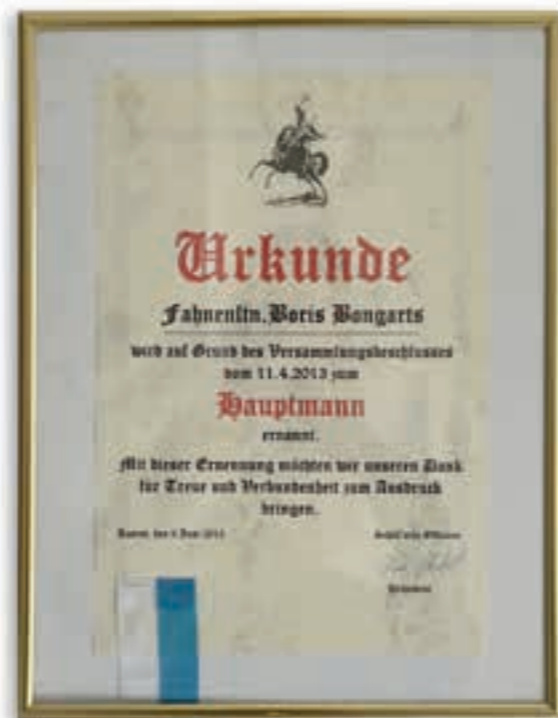 Urkunde
Fahnenltn. Boris Bongarts
wird auf Grund des Versammlungsbeschlusses
vom 11.4.2013 zum
Hauptmann
ernannt.
Mit dieser Ernennung möchten wir unseren Dank
für Treue und Verbundenheit zum Ausdruck
bringen.